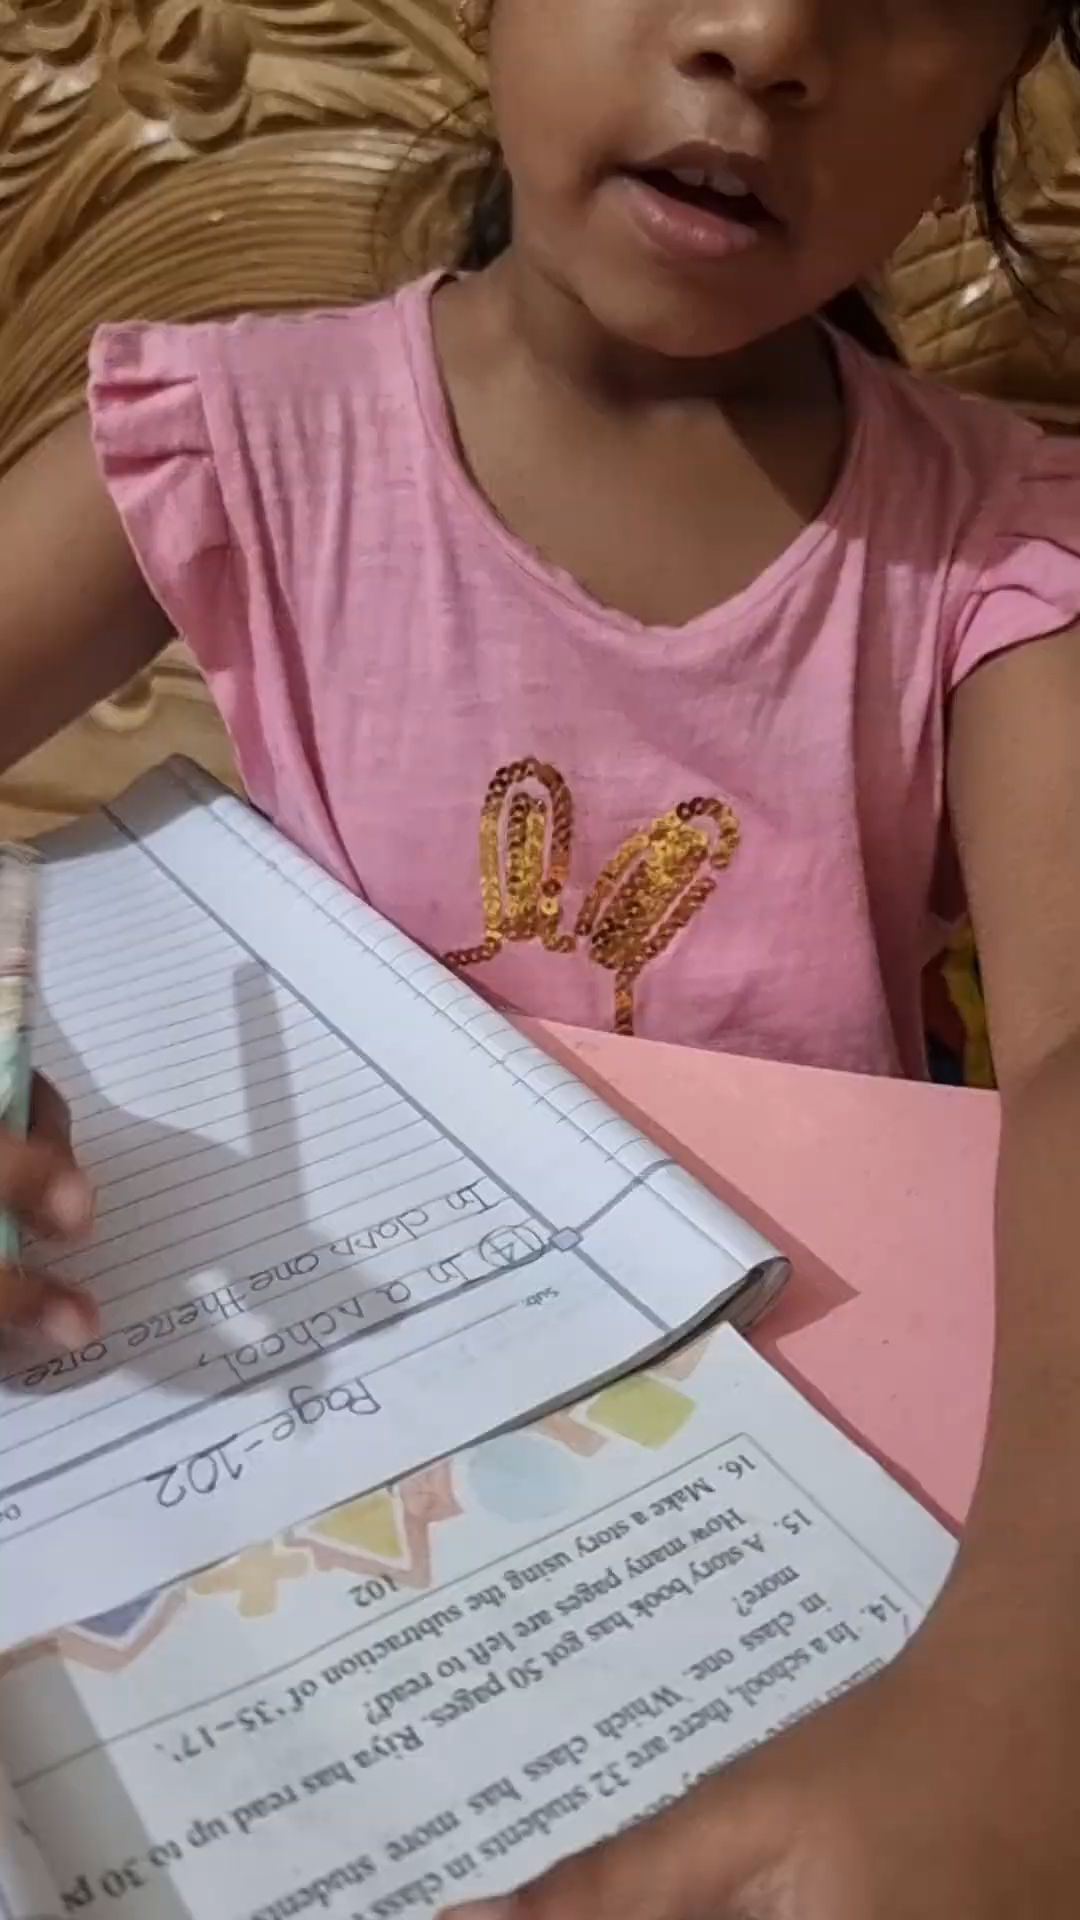 Page-102
Sub:
14 In a school,
In class one there are
14. In a school, there are 32 students in class
in class one. Which class has more students
more?
15. A story book has got 50 pages. Riya has read up to 30
How many pages are left to read?
16. Make a story using the subtraction of '35-17'.
102